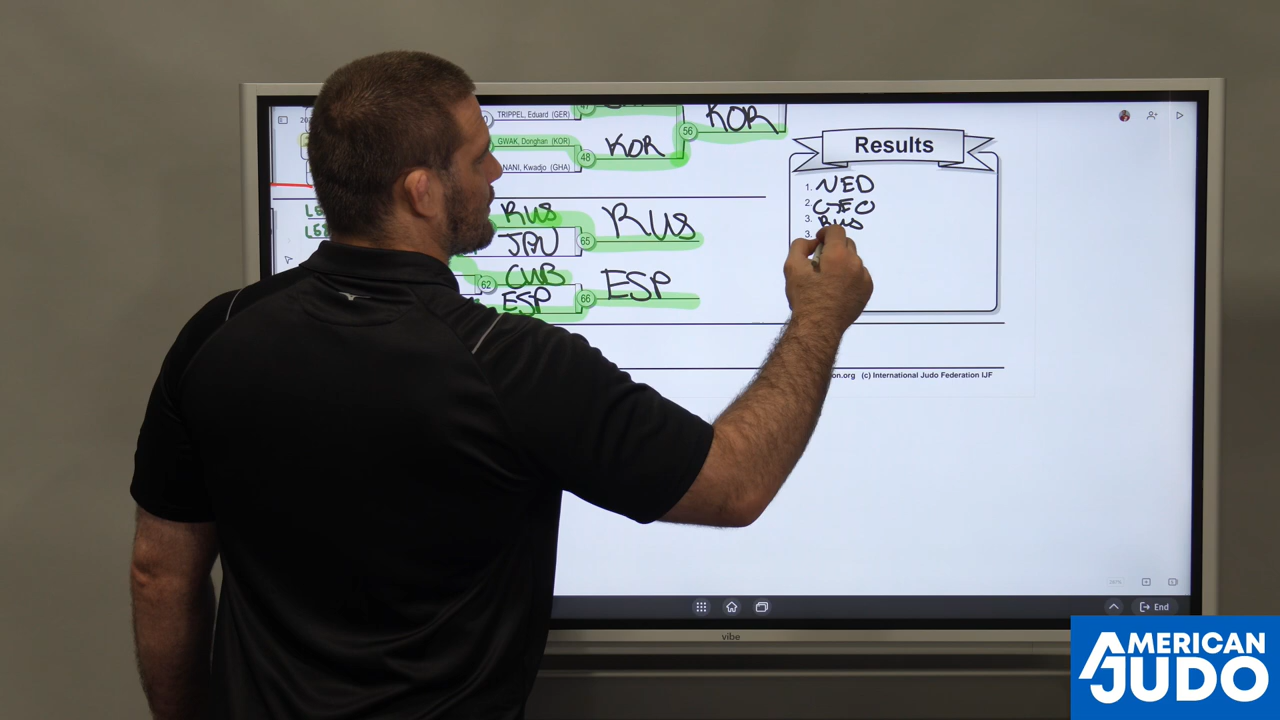 TRIPPEL, Eduard (GER)
KOR
56
GWAK, Donghan (KOR)
48
KOR
NANI, Kwadjo (GHA)
Results
1. NED
2. GEO
3. RUS
3.
RUS
JPN
65
RUS
62
CUB
ESP
66
ESP
(c) International Judo Federation IJF
End
vibe
AMERICAN
JUDO